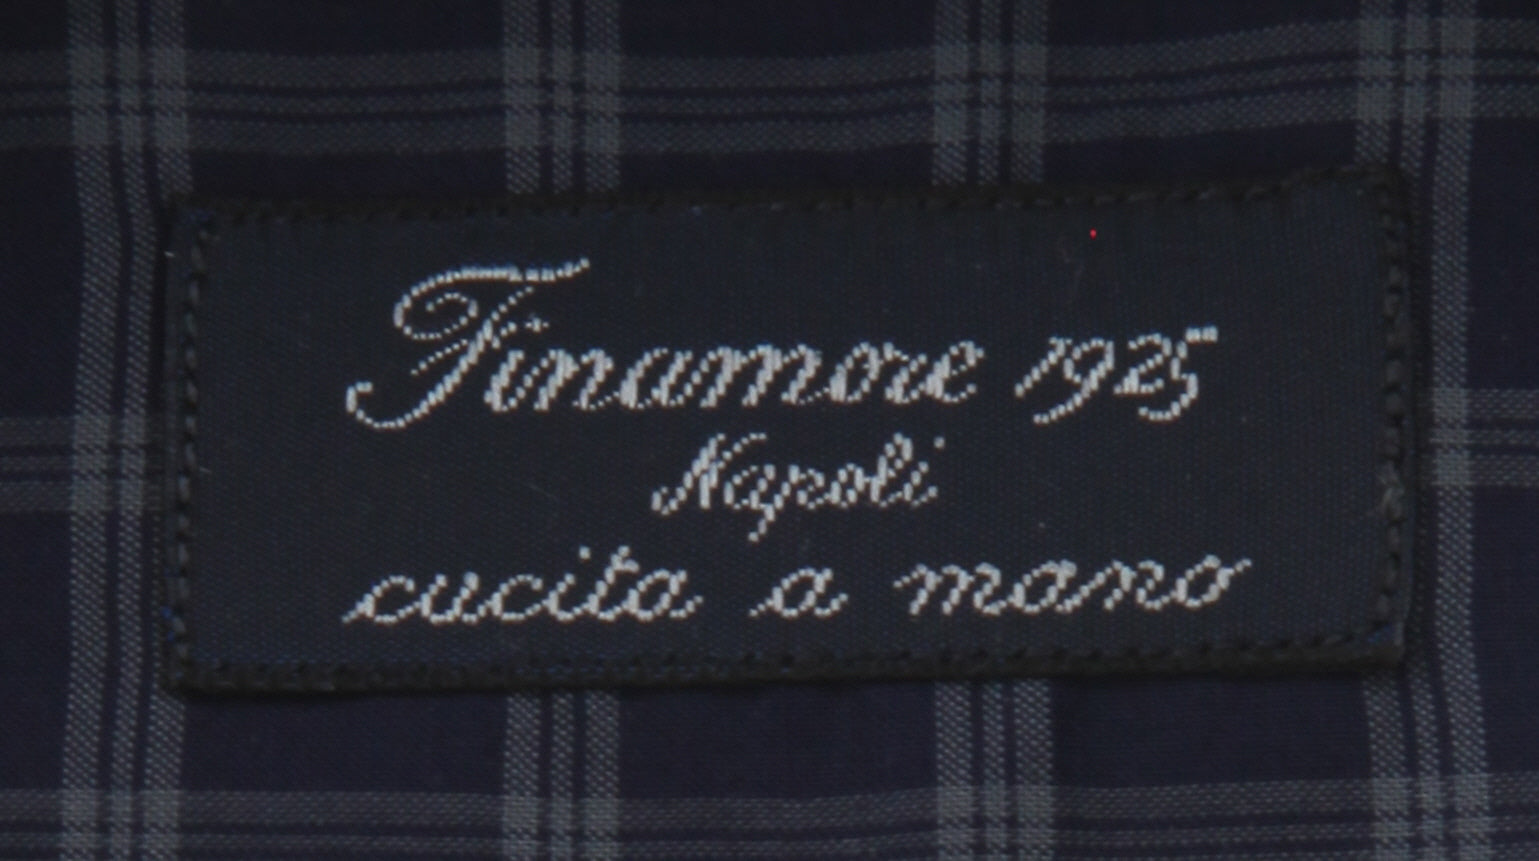 Finamore 1925
Napoli
cucita a mano